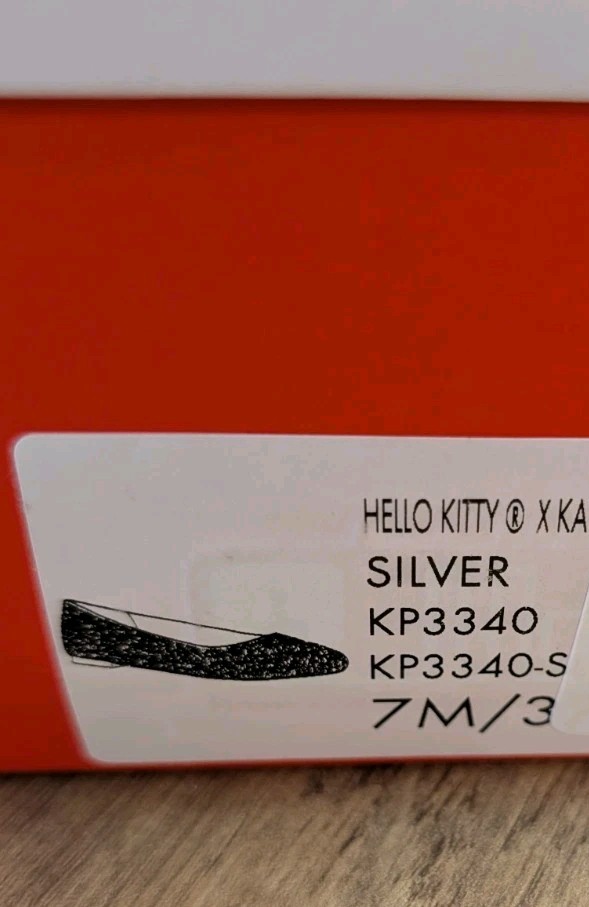 HELLO KITTY ® X KA
SILVER
KP3340
KP3340-S
7M/3